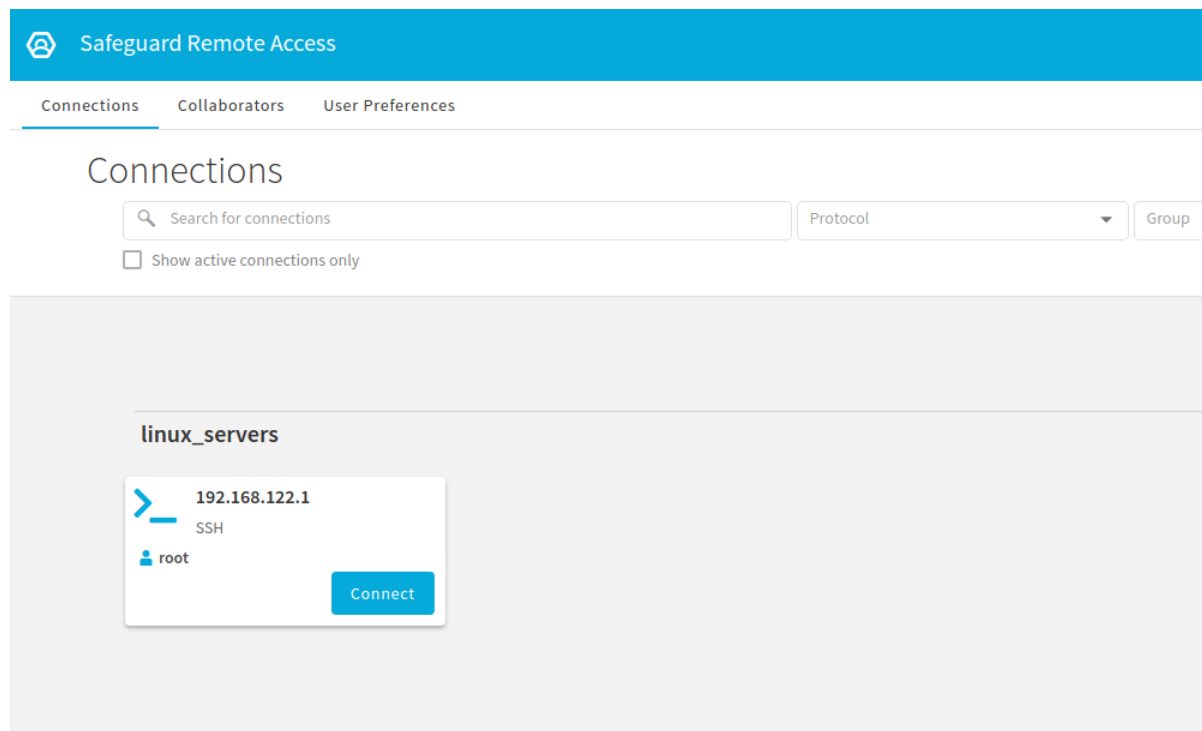 Safeguard Remote Access
Connections Collaborators User Preferences
Connections
Search for connections Protocol Group
Show active connections only
linux_servers
192.168.122.1
SSH
root
Connect